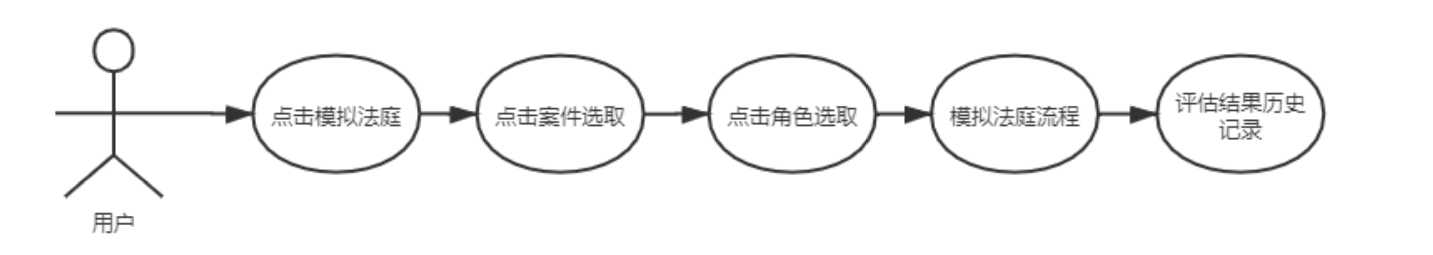 用户
点击模拟法庭
点击案件选取
点击角色选取
模拟法庭流程
评估结果历史
记录